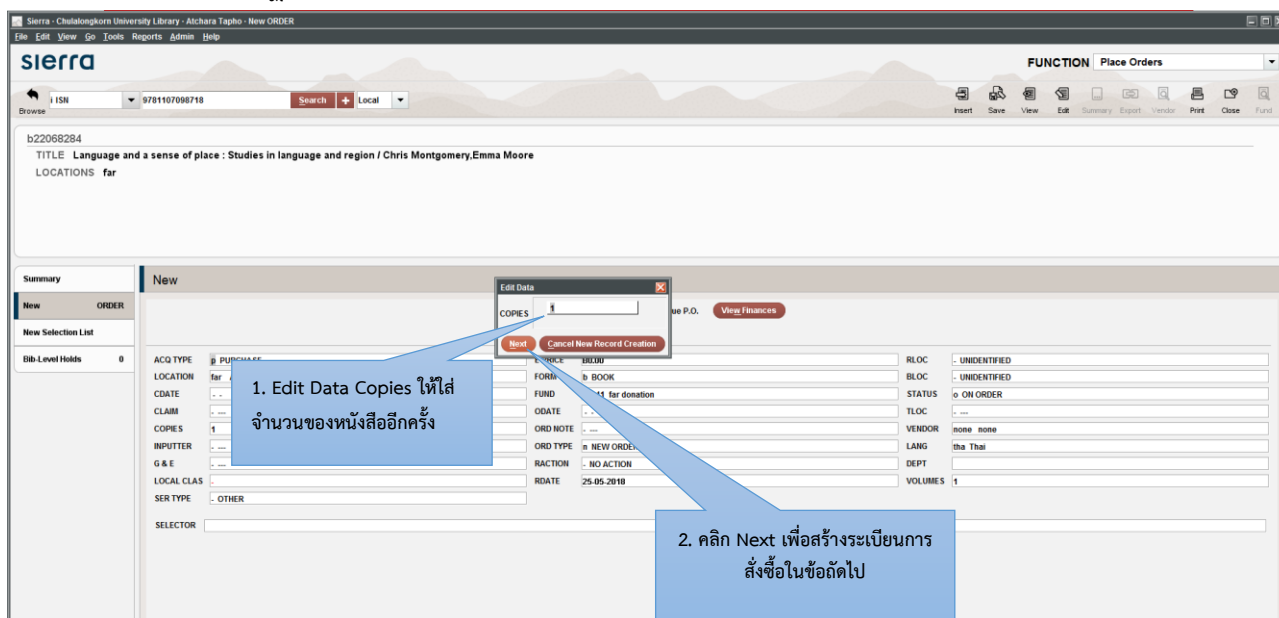 Sierra - Chulalongkorn University Library - Atchara Tapho - New ORDER
File Edit View Go Tools Reports Admin Help
sierra
FUNCTION Place Orders
Browse i ISN 9781107098718 Search + Local
Insert Save View Edit Summary Export Vendor Print Close Fund
b22068284
TITLE Language and a sense of place : Studies in language and region / Chris Montgomery,Emma Moore
LOCATIONS far
Summary
New ORDER
New Selection List
Bib-Level Holds 0
New
Edit Data
COPIES 1
Next Cancel New Record Creation
ue P.O. View Finances
ACQ TYPE p PURCHASE
LOCATION far
CDATE - -
CLAIM - ---
COPIES 1
INPUTTER - ---
G & E - ---
LOCAL CLAS -
SER TYPE - OTHER
SELECTOR
E PRICE B0.00
FORM b BOOK
FUND far donation
ODATE - -
ORD NOTE - ---
ORD TYPE n NEW ORDER
RACTION - NO ACTION
RDATE 25-05-2018
RLOC - UNIDENTIFIED
BLOC - UNIDENTIFIED
STATUS o ON ORDER
TLOC - ---
VENDOR none none
LANG tha Thai
DEPT
VOLUMES 1
1. Edit Data Copies ให้ใส่
จำนวนของหนังสืออีกครั้ง
2. คลิก Next เพื่อสร้างระเบียนการ
สั่งซื้อในข้อถัดไป